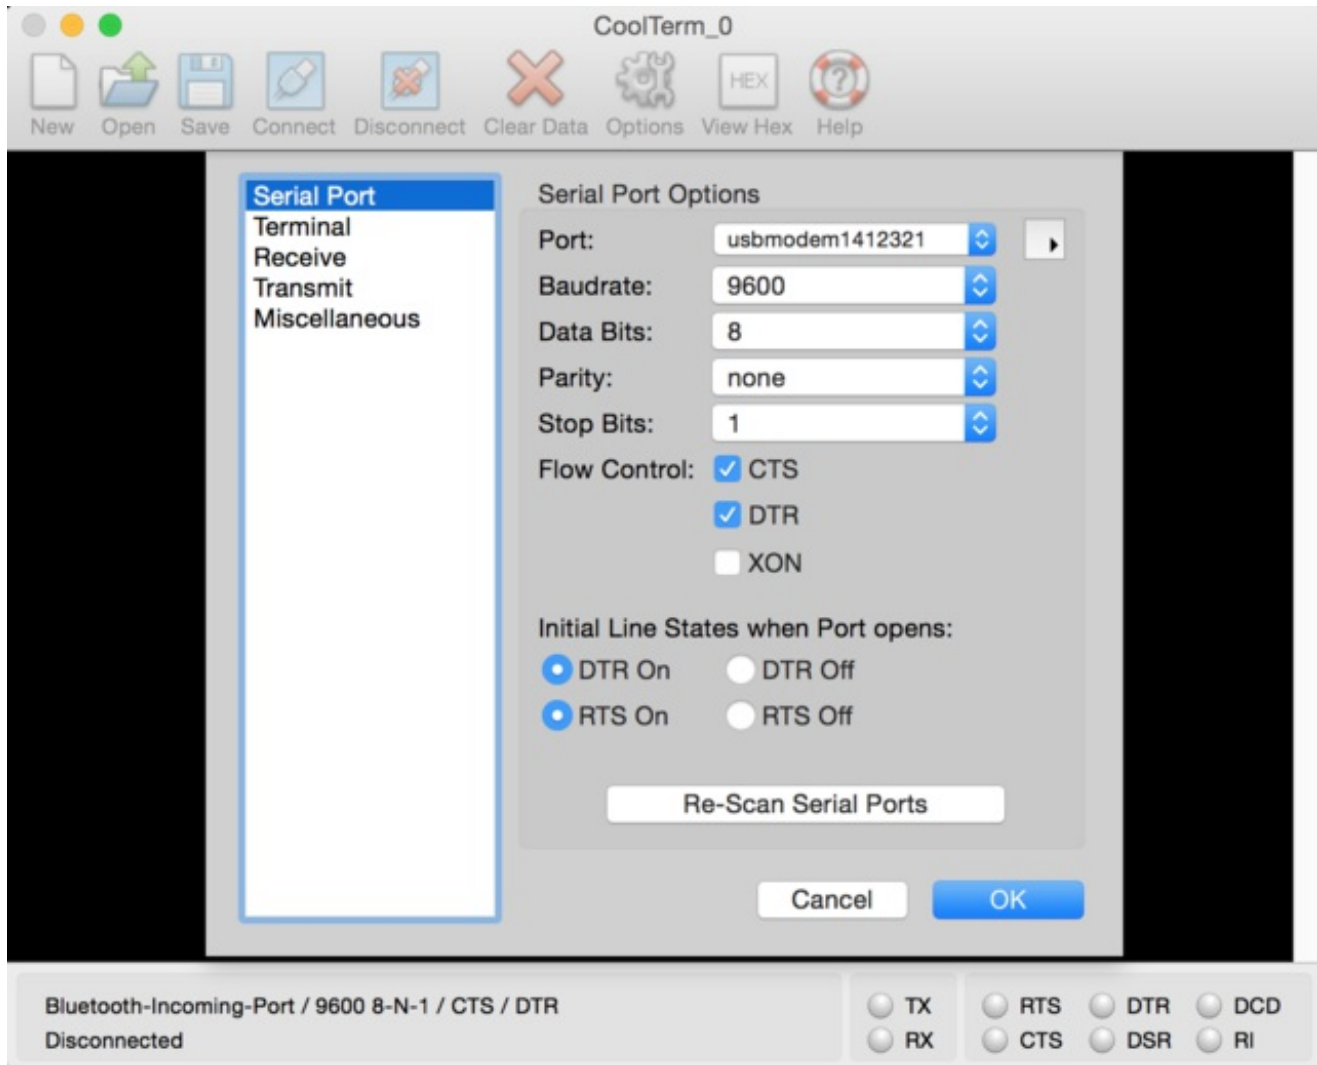 CoolTerm_0
HEX
New Open Save Connect Disconnect Clear Data Options View Hex Help
Serial Port
Terminal
Receive
Transmit
Miscellaneous
Serial Port Options
Port: usbmodem1412321
Baudrate: 9600
Data Bits: 8
Parity: none
Stop Bits: 1
Flow Control: CTS
DTR
XON
Initial Line States when Port opens:
DTR On DTR Off
RTS On RTS Off
Re-Scan Serial Ports
Cancel OK
Bluetooth-Incoming-Port / 9600 8-N-1 / CTS / DTR
Disconnected
TX RTS DTR DCD
RX CTS DSR RI